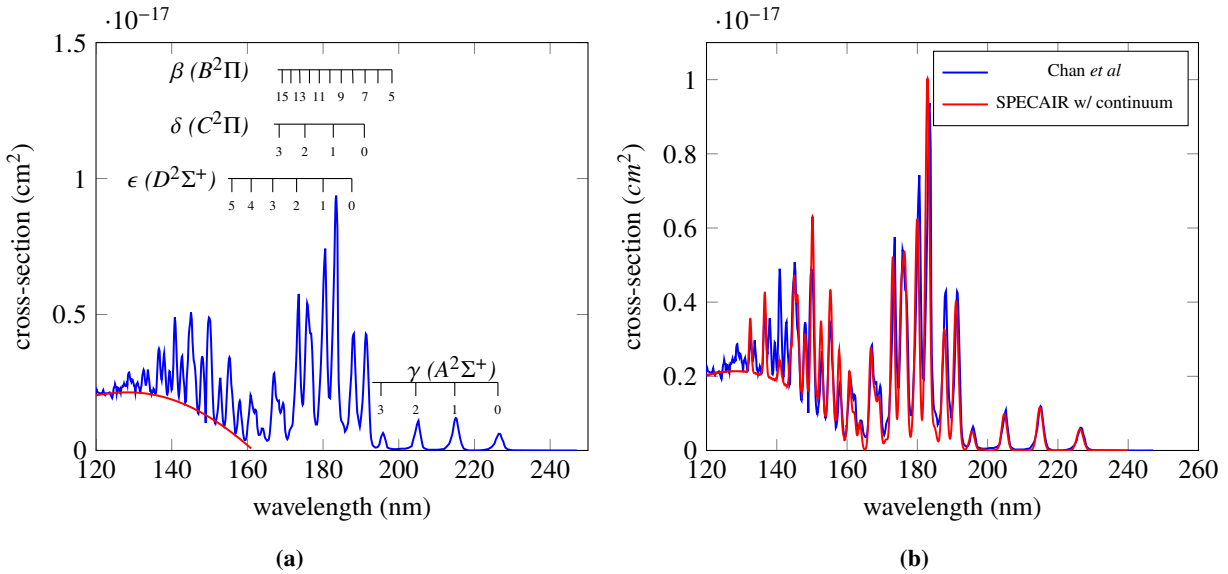 ·10⁻¹⁷
1.5
1
0.5
0
cross-section (cm²)
β (B²Π)
15 13 11 9 7 5
δ (C²Π)
3 2 1 0
ϵ (D²Σ⁺)
5 4 3 2 1 0
γ (A²Σ⁺)
3 2 1 0
120 140 160 180 200 220 240
wavelength (nm)
(a)
·10⁻¹⁷
1
0.8
0.6
0.4
0.2
0
cross-section (cm²)
Chan et al
SPECAIR w/ continuum
120 140 160 180 200 220 240 260
wavelength (nm)
(b)